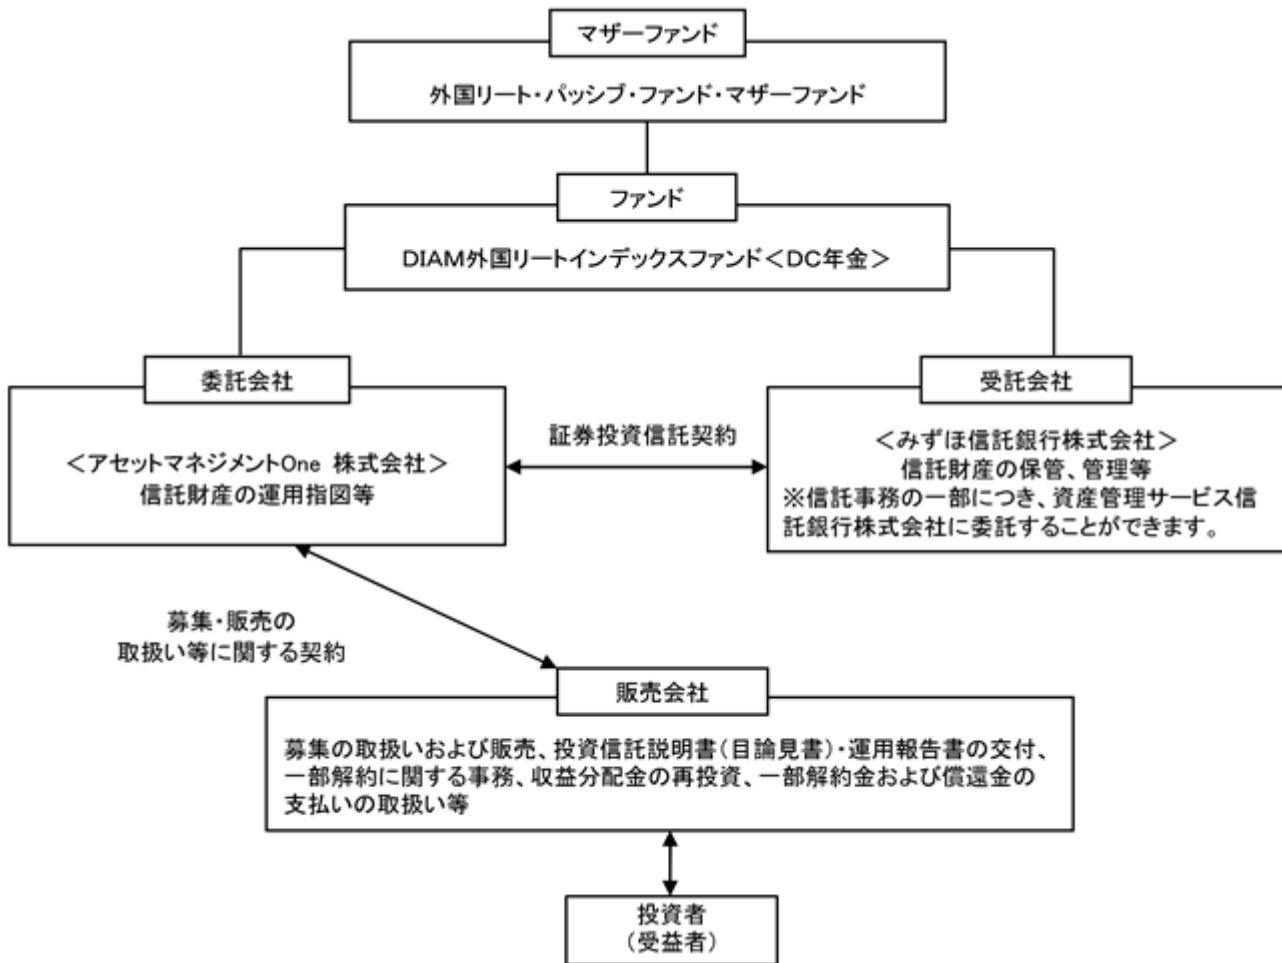 マザーファンド
外国リート・パッシブ・ファンド・マザーファンド
ファンド
DIAM外国リートインデックスファンド＜DC年金＞
委託会社
＜アセットマネジメントOne 株式会社＞
信託財産の運用指図等
証券投資信託契約
受託会社
＜みずほ信託銀行株式会社＞
信託財産の保管、管理等
※信託事務の一部につき、資産管理サービス信
託銀行株式会社に委託することができます。
募集・販売の
取扱い等に関する契約
販売会社
募集の取扱いおよび販売、投資信託説明書（目論見書）・運用報告書の交付、
一部解約に関する事務、収益分配金の再投資、一部解約金および償還金の
支払いの取扱い等
投資者
（受益者）